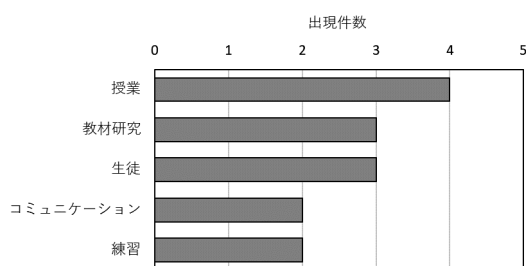 出現件数
0 1 2 3 4 5
授業
教材研究
生徒
コミュニケーション
練習